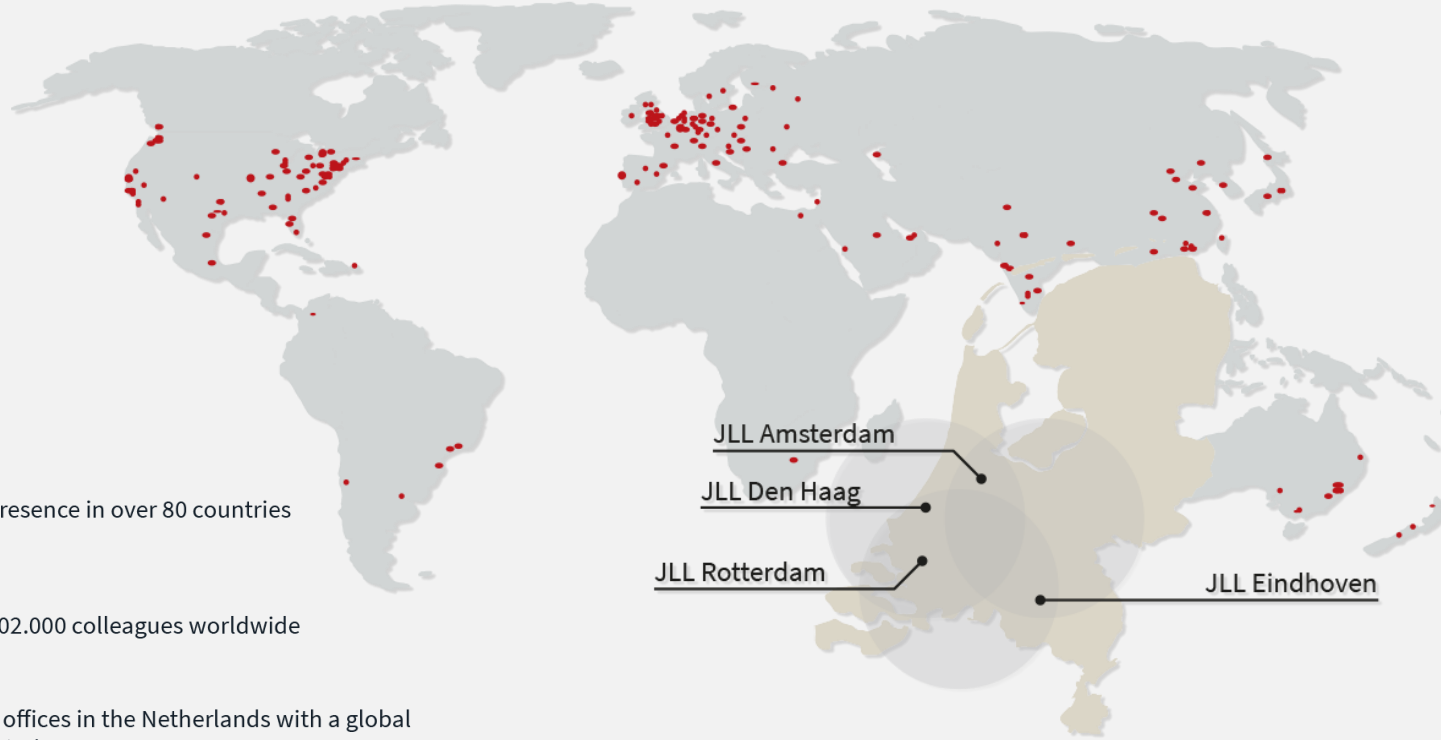 JLL Amsterdam
JLL Den Haag
resence in over 80 countries
JLL Rotterdam
JLL Eindhoven
02.000 colleagues worldwide
offices in the Netherlands with a global